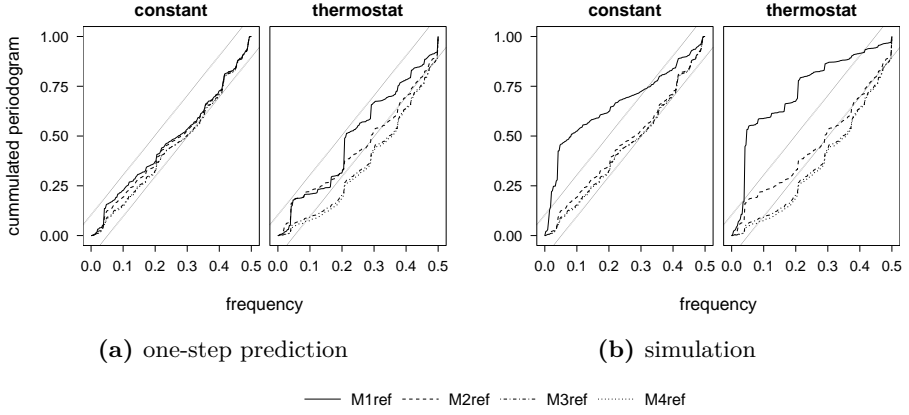 constant thermostat constant thermostat
cummulated periodogram
1.00 1.00
0.75 0.75
0.50 0.50
0.25 0.25
0.00 0.00
0.0 0.1 0.2 0.3 0.4 0.5 0.0 0.1 0.2 0.3 0.4 0.5 0.0 0.1 0.2 0.3 0.4 0.5 0.0 0.1 0.2 0.3 0.4 0.5
frequency frequency
(a) one-step prediction (b) simulation
M1ref M2ref M3ref M4ref